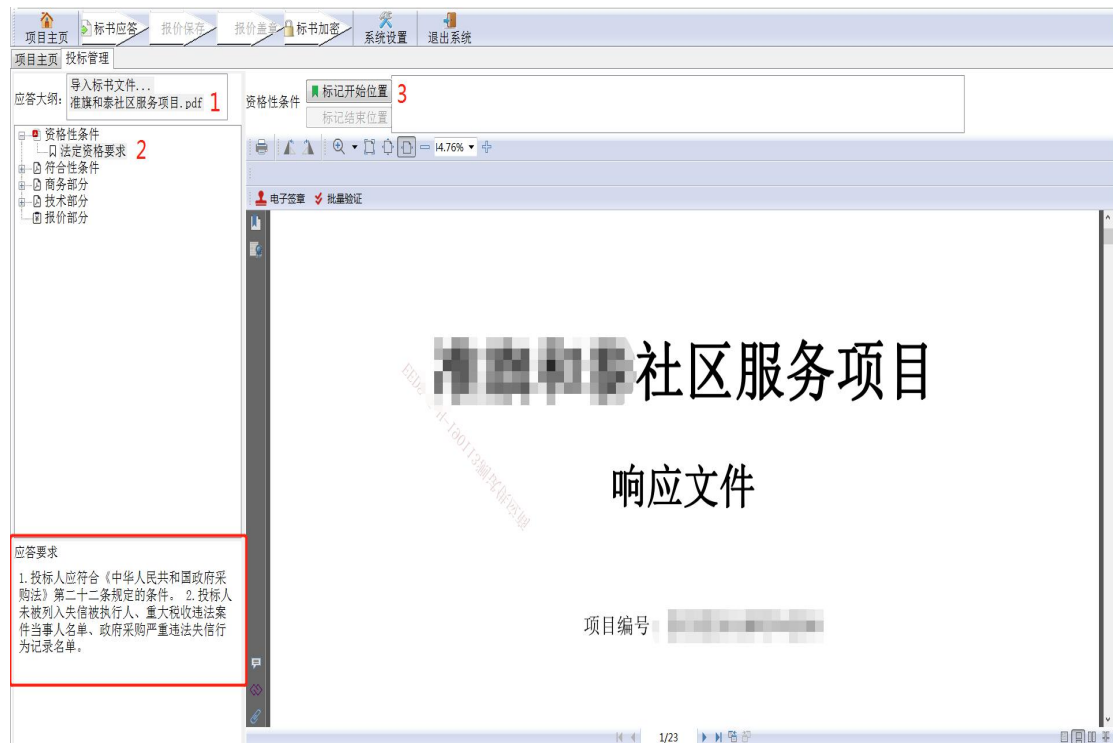 项目主页 标书应答 报价保存 报价盖章 标书加密 系统设置 退出系统
项目主页 投标管理
应答大纲：
导入标书文件...
准旗和泰社区服务项目.pdf 1
资格性条件
标记开始位置 3
标记结束位置
资格性条件
法定资格要求 2
符合性条件
商务部分
技术部分
报价部分
4.76%
电子签章 批量验证
社区服务项目
响应文件
项目编号
应答要求
1.投标人应符合《中华人民共和国政府采
购法》第二十二条规定的条件。 2.投标人
未被列入失信被执行人、重大税收违法案
件当事人名单、政府采购严重违法失信行
为记录名单。
1/23